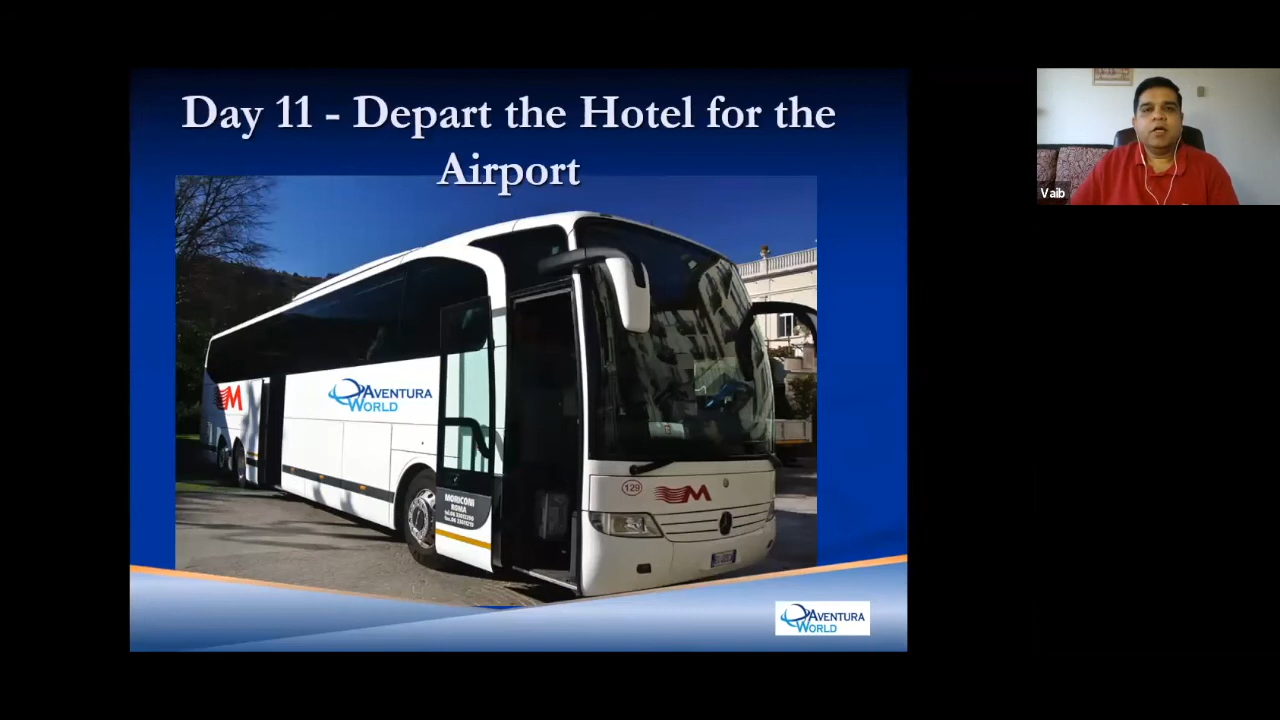 Day 11 - Depart the Hotel for the
Airport
Vaib
M
AVENTURA
WORLD
129
M
MORICONI
ROMA
AVENTURA
WORLD